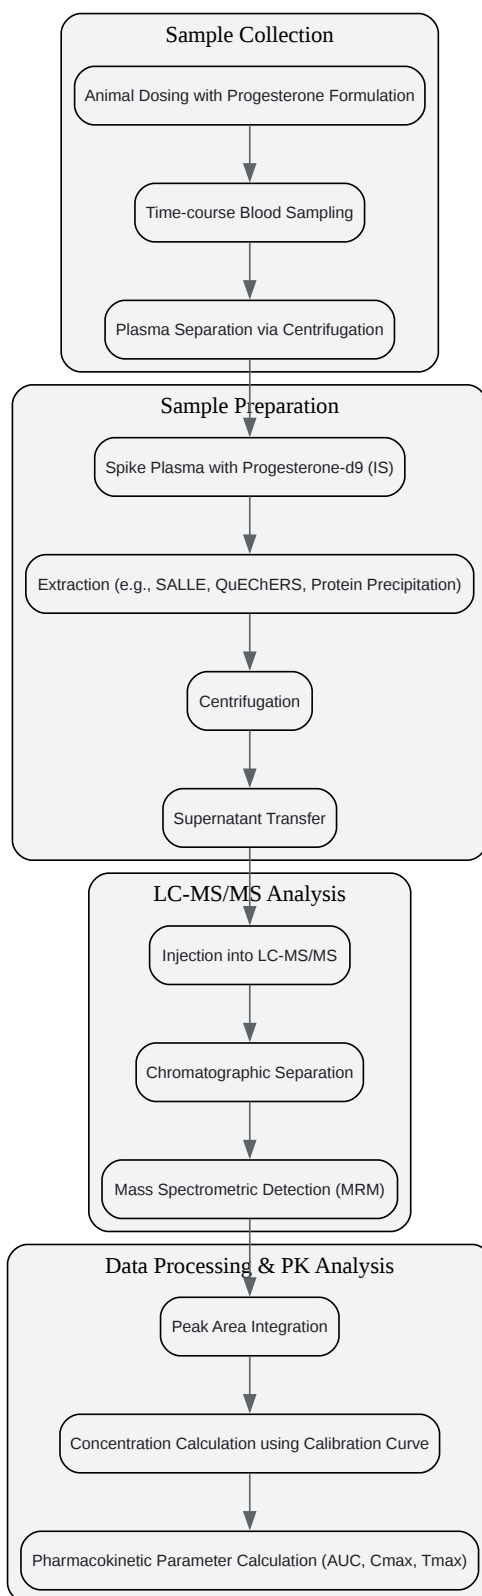 Sample Collection
Animal Dosing with Progesterone Formulation
Time-course Blood Sampling
Plasma Separation via Centrifugation
Sample Preparation
Spike Plasma with Progesterone-d9 (IS)
Extraction (e.g., SALLE, QuEChERS, Protein Precipitation)
Centrifugation
Supernatant Transfer
LC-MS/MS Analysis
Injection into LC-MS/MS
Chromatographic Separation
Mass Spectrometric Detection (MRM)
Data Processing & PK Analysis
Peak Area Integration
Concentration Calculation using Calibration Curve
Pharmacokinetic Parameter Calculation (AUC, Cmax, Tmax)